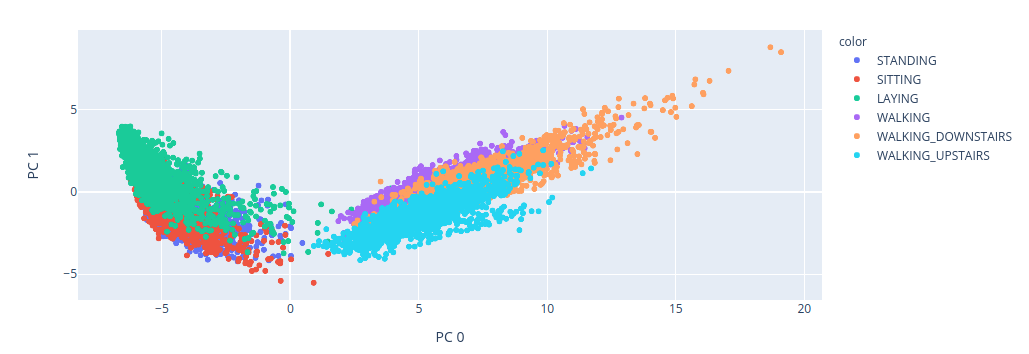 color
STANDING
SITTING
LAYING
WALKING
WALKING_DOWNSTAIRS
WALKING_UPSTAIRS
PC 1
5
0
−5
−5
0
5
10
15
20
PC 0